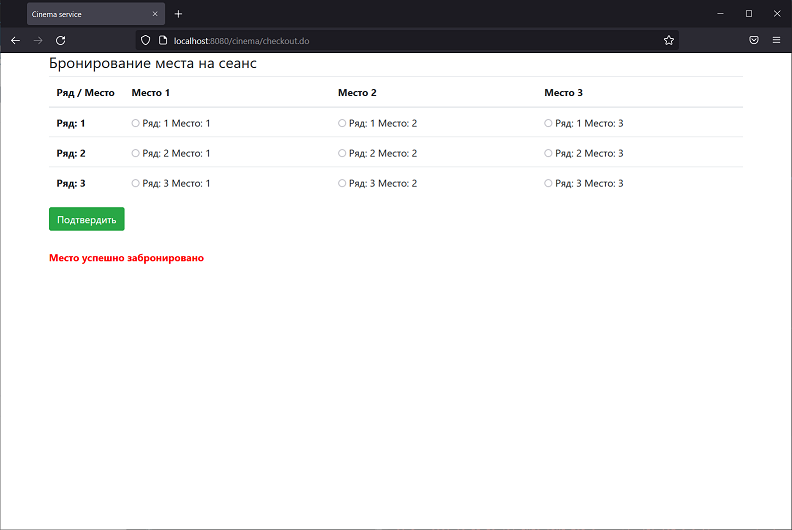 Cinema service
localhost:8080/cinema/checkout.do
Бронирование места на сеанс
Ряд / Место Место 1 Место 2 Место 3
Ряд: 1 Ряд: 1 Место: 1 Ряд: 1 Место: 2 Ряд: 1 Место: 3
Ряд: 2 Ряд: 2 Место: 1 Ряд: 2 Место: 2 Ряд: 2 Место: 3
Ряд: 3 Ряд: 3 Место: 1 Ряд: 3 Место: 2 Ряд: 3 Место: 3
Подтвердить
Место успешно забронировано